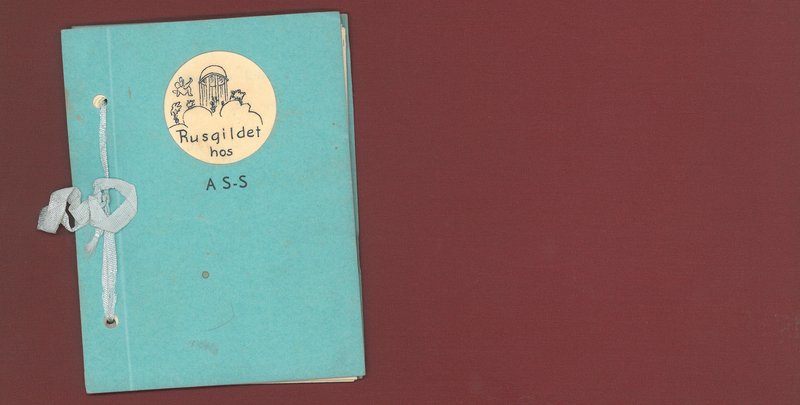 Rusgildet
hos
A S-S